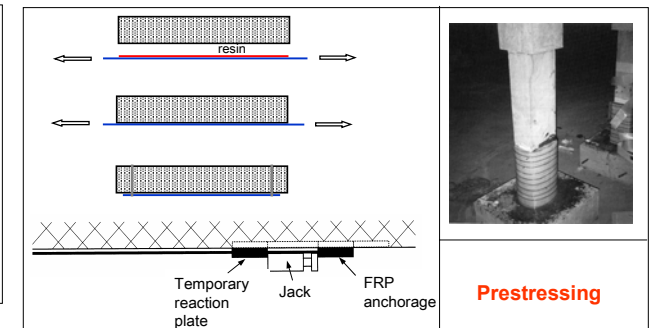 resin
Temporary
reaction
plate
Jack
FRP
anchorage
Prestressing